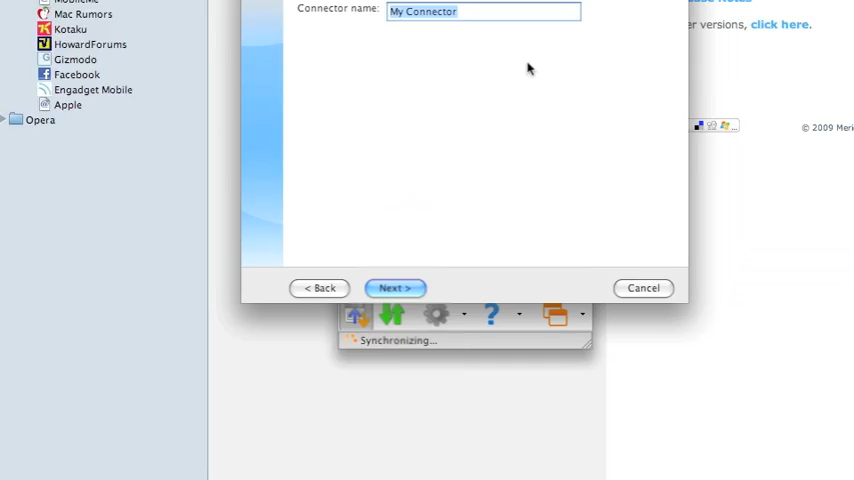 MobileMe
Mac Rumors
Kotaku
HowardForums
Gizmodo
Facebook
Engadget Mobile
Apple
Opera
Connector name:
My Connector
< Back
Next >
Cancel
Synchronizing...
er versions, click here.
...
© 2009 Meri